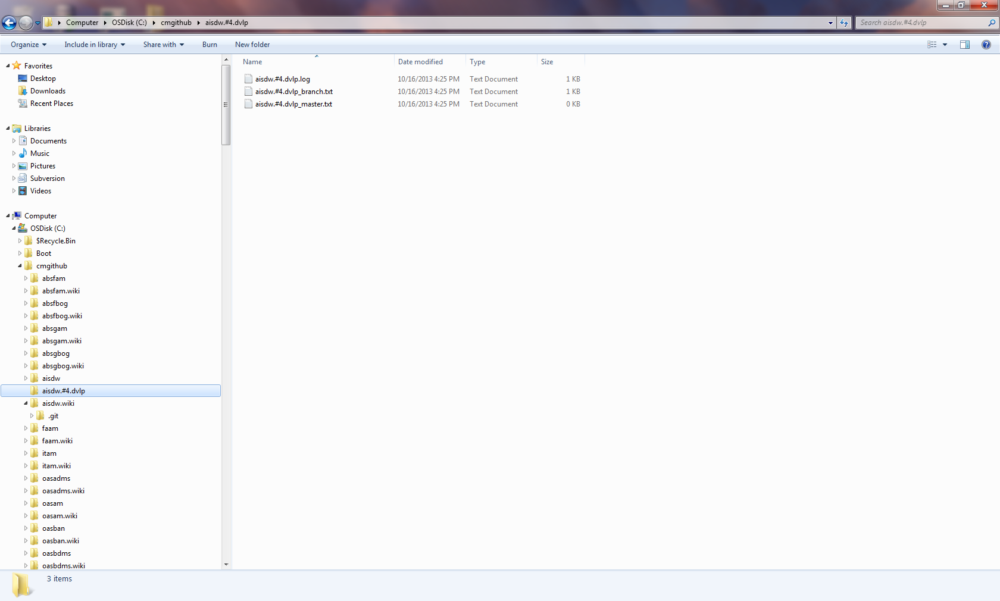 Computer OSDisk (C:) cmgithub aisdw.#4.dvlp
Search aisdw.#4.dvlp
Organize Include in library Share with Burn New folder
Favorites
Desktop
Downloads
Recent Places
Libraries
Documents
Music
Pictures
Subversion
Videos
Computer
OSDisk (C:)
$Recycle.Bin
Boot
cmgithub
absfam
absfam.wiki
absfbog
absfbog.wiki
absgam
absgam.wiki
absgbog
absgbog.wiki
aisdw
aisdw.#4.dvlp
aisdw.wiki
.git
faam
faam.wiki
itam
itam.wiki
oasadms
oasadms.wiki
oasam
oasam.wiki
oasban
oasban.wiki
oasbdms
oasbdms.wiki
Name Date modified Type Size
aisdw.#4.dvlp.log 10/16/2013 4:25 PM Text Document 1 KB
aisdw.#4.dvlp_branch.txt 10/16/2013 4:25 PM Text Document 1 KB
aisdw.#4.dvlp_master.txt 10/16/2013 4:25 PM Text Document 0 KB
3 items